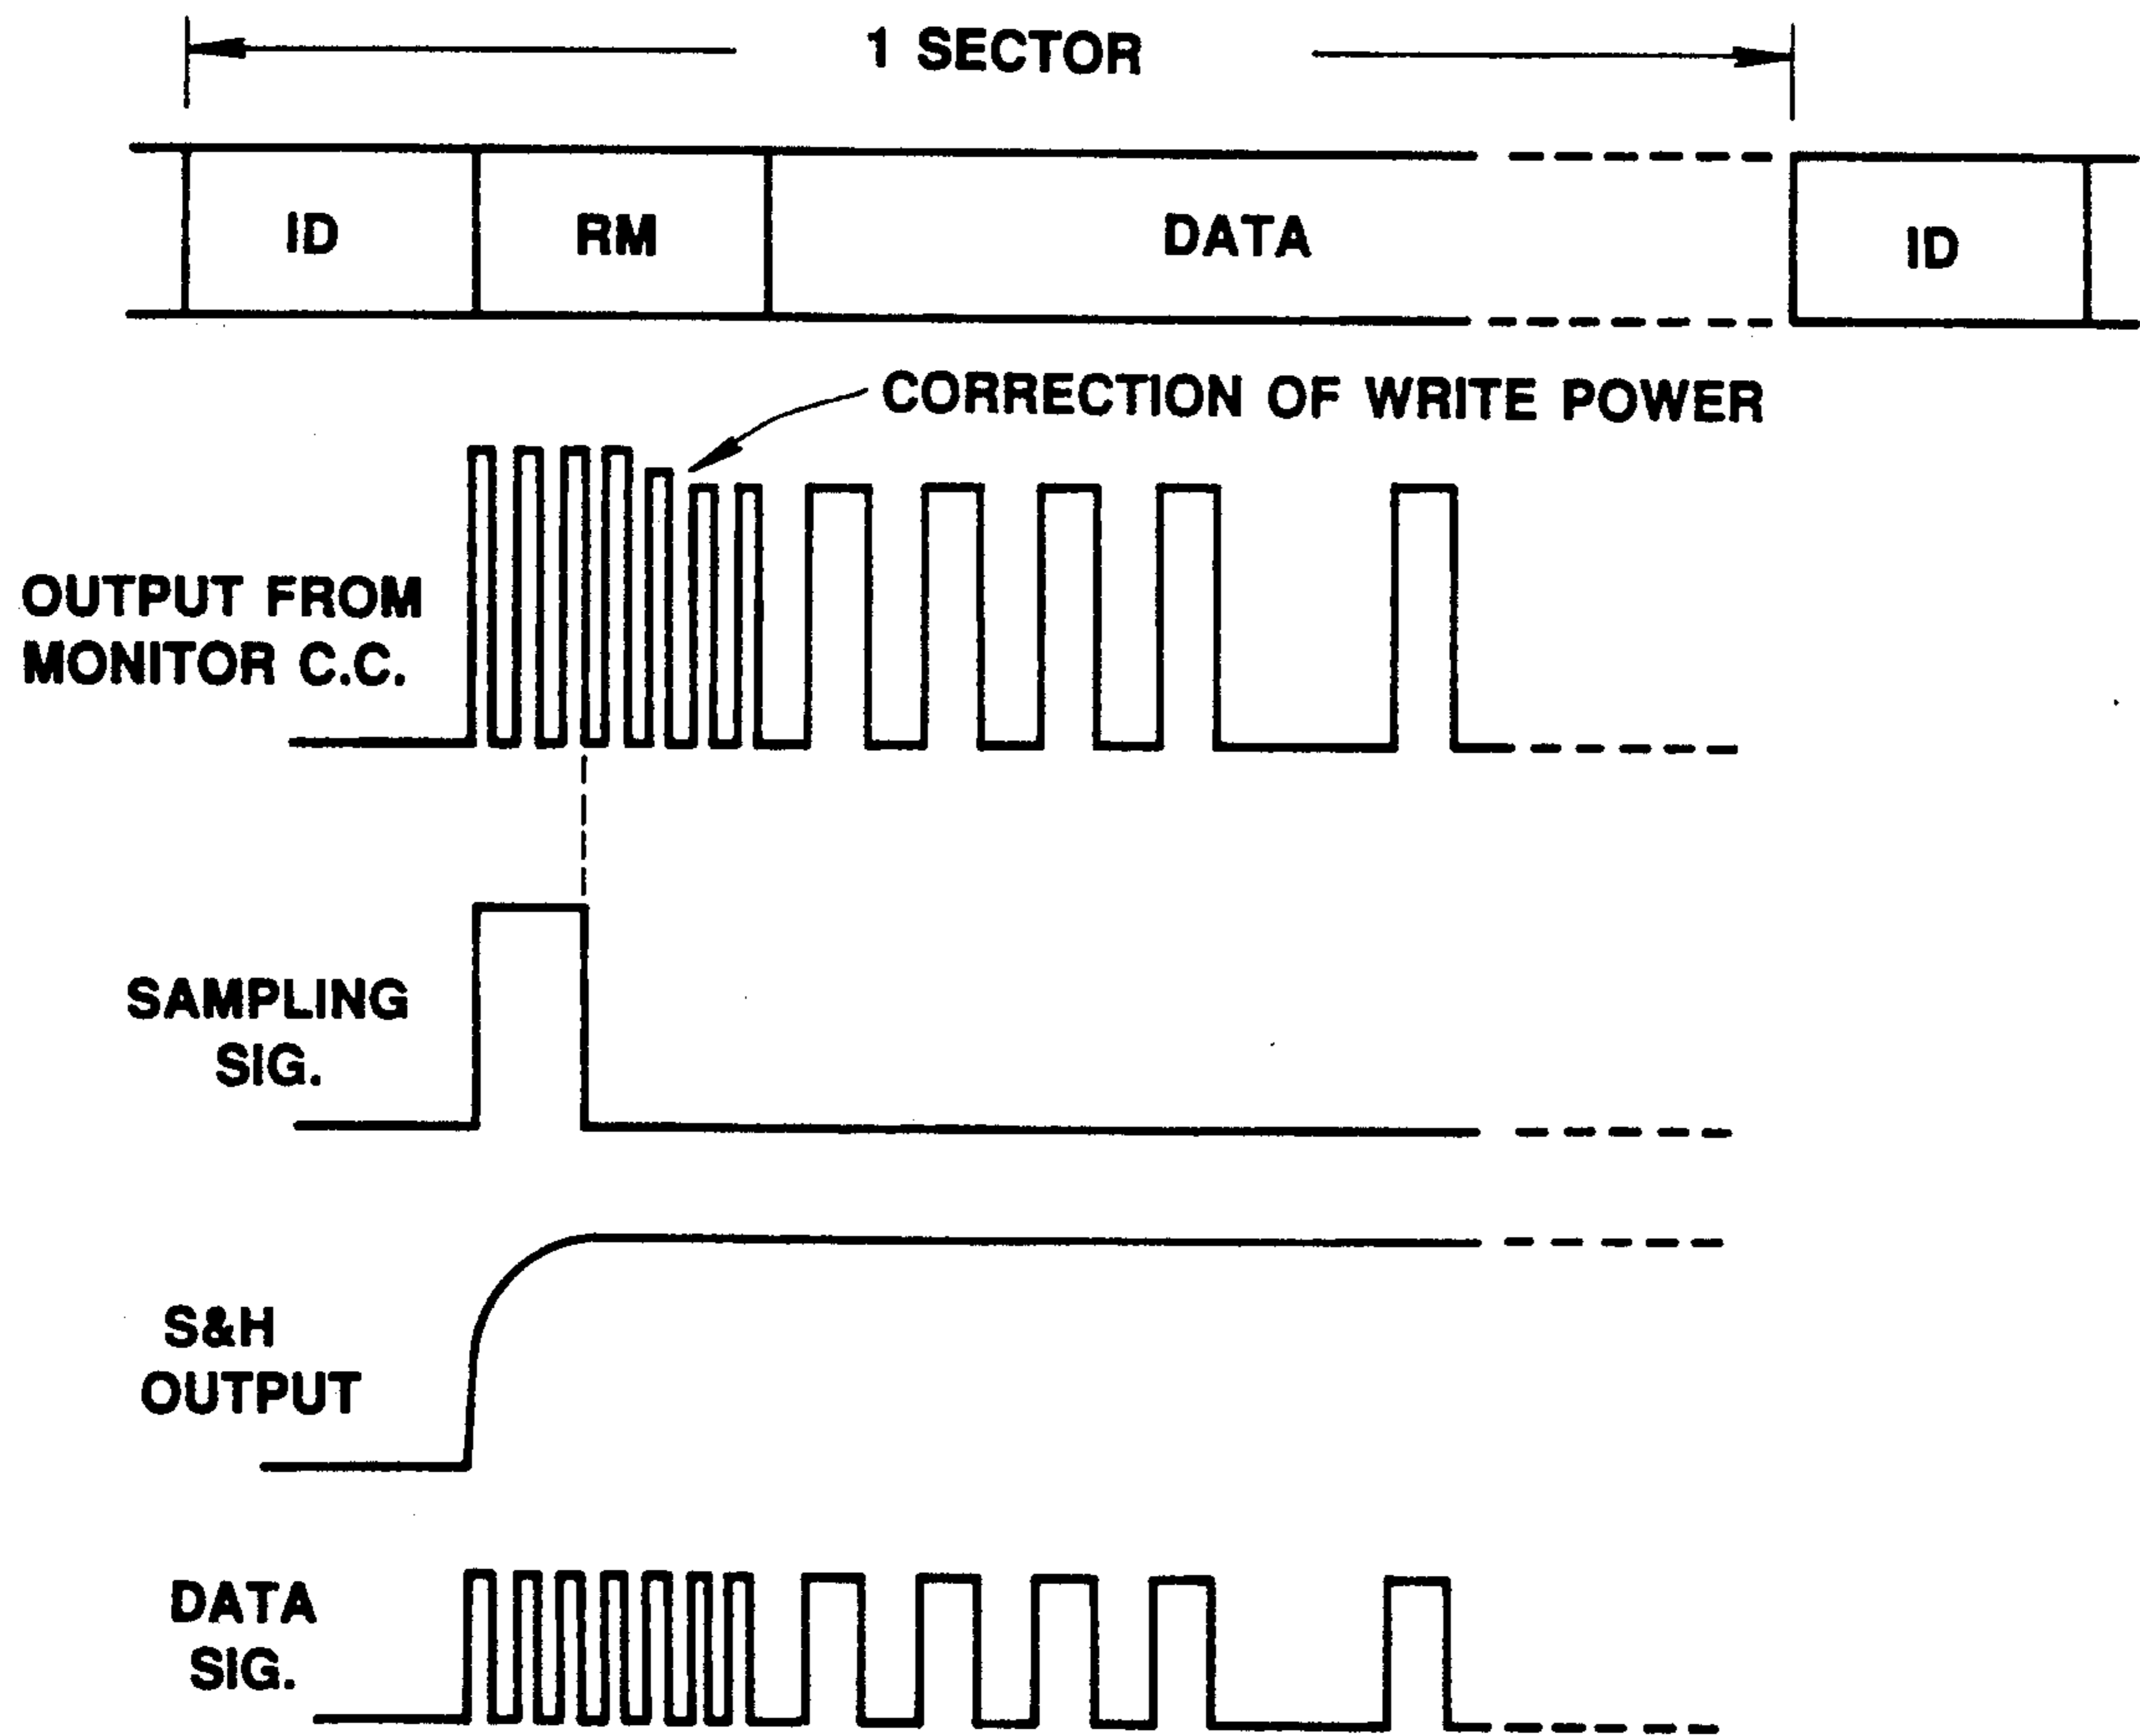 1 SECTOR
ID
RM
DATA
ID
CORRECTION OF WRITE POWER
OUTPUT FROM
MONITOR C.C.
SAMPLING
SIG.
S&H
OUTPUT
DATA
SIG.